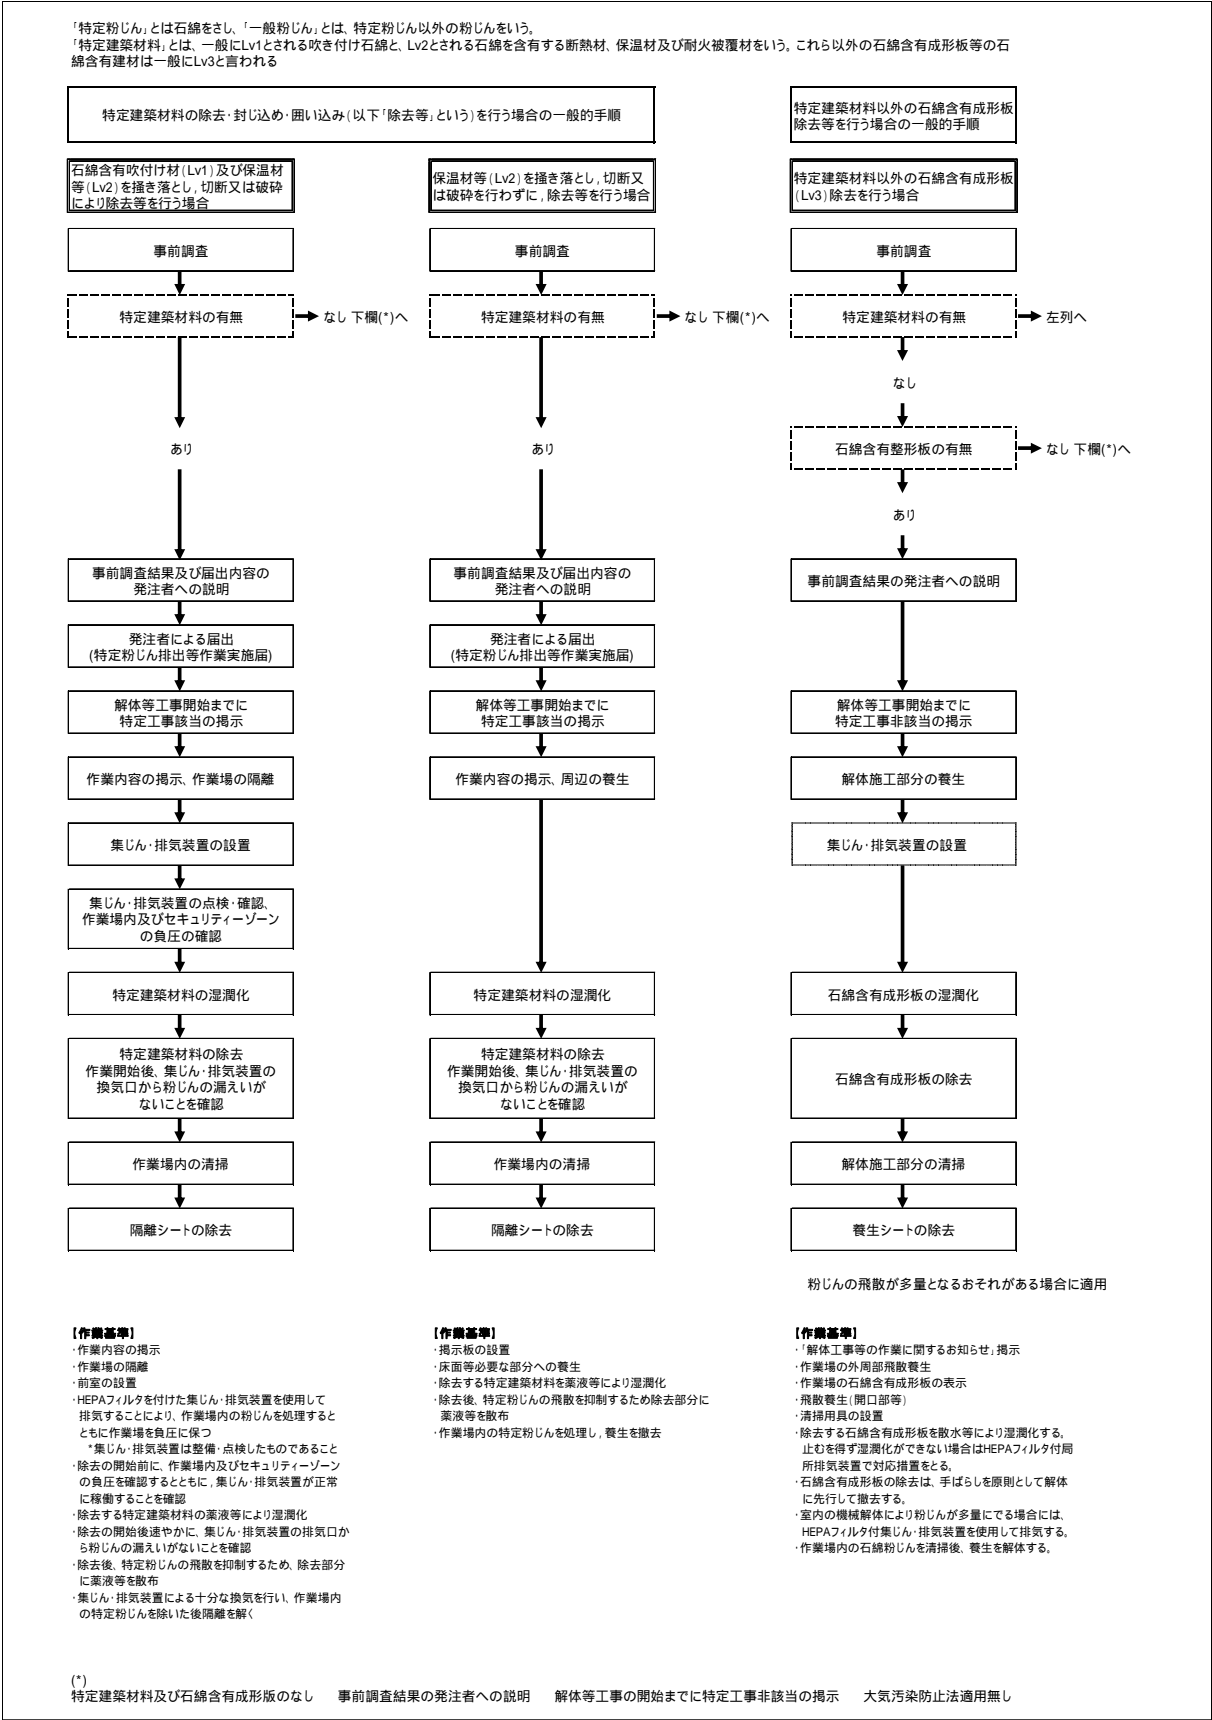 「特定粉じん」とは石綿をさし、「一般粉じん」とは、特定粉じん以外の粉じんをいう。
「特定建築材料」とは、一般にLv1とされる吹き付け石綿と、Lv2とされる石綿を含有する断熱材、保温材及び耐火被覆材をいう。これら以外の石綿含有成形板等の石
綿含有建材は一般にLv3と言われる
特定建築材料の除去・封じ込め・囲い込み(以下「除去等」という)を行う場合の一般的手順
石綿含有吹付け材(Lv1)及び保温材
等(Lv2)を掻き落とし,切断又は破砕
により除去等を行う場合
事前調査
特定建築材料の有無
なし 下欄(*)へ
あり
事前調査結果及び届出内容の
発注者への説明
発注者による届出
(特定粉じん排出等作業実施届)
解体等工事開始までに
特定工事該当の掲示
作業内容の掲示、作業場の隔離
集じん・排気装置の設置
集じん・排気装置の点検・確認、
作業場内及びセキュリティーゾーン
の負圧の確認
特定建築材料の湿潤化
特定建築材料の除去
作業開始後、集じん・排気装置の
換気口から粉じんの漏えいが
ないことを確認
作業場内の清掃
隔離シートの除去
保温材等(Lv2)を掻き落とし,切断又
は破砕を行わずに,除去等を行う場合
事前調査
特定建築材料の有無
なし 下欄(*)へ
あり
事前調査結果及び届出内容の
発注者への説明
発注者による届出
(特定粉じん排出等作業実施届)
解体等工事開始までに
特定工事該当の掲示
作業内容の掲示、周辺の養生
特定建築材料の湿潤化
特定建築材料の除去
作業開始後、集じん・排気装置の
換気口から粉じんの漏えいが
ないことを確認
作業場内の清掃
隔離シートの除去
特定建築材料以外の石綿含有成形板
除去等を行う場合の一般的手順
特定建築材料以外の石綿含有成形板
(Lv3)除去を行う場合
事前調査
特定建築材料の有無
左列へ
なし
石綿含有整形板の有無
なし 下欄(*)へ
あり
事前調査結果の発注者への説明
解体等工事開始までに
特定工事非該当の掲示
解体施工部分の養生
集じん・排気装置の設置
石綿含有成形板の湿潤化
石綿含有成形板の除去
解体施工部分の清掃
養生シートの除去
粉じんの飛散が多量となるおそれがある場合に適用
【作業基準】
・作業内容の掲示
・作業場の隔離
・前室の設置
・HEPAフィルタを付けた集じん・排気装置を使用して
排気することにより、作業場内の粉じんを処理すると
ともに作業場を負圧に保つ
*集じん・排気装置は整備・点検したものであること
・除去の開始前に、作業場内及びセキュリティーゾーン
の負圧を確認するとともに,集じん・排気装置が正常
に稼働することを確認
・除去する特定建築材料の薬液等により湿潤化
・除去の開始後速やかに、集じん・排気装置の排気口か
ら粉じんの漏えいがないことを確認
・除去後、特定粉じんの飛散を抑制するため、除去部分
に薬液等を散布
・集じん・排気装置による十分な換気を行い、作業場内
の特定粉じんを除いた後隔離を解く
【作業基準】
・掲示板の設置
・床面等必要な部分への養生
・除去する特定建築材料を薬液等により湿潤化
・除去後、特定粉じんの飛散を抑制するため除去部分に
薬液等を散布
・作業場内の特定粉じんを処理し,養生を撤去
【作業基準】
・「解体工事等の作業に関するお知らせ」掲示
・作業場の外周部飛散養生
・作業場の石綿含有成形板の表示
・飛散養生(開口部等)
・清掃用具の設置
・除去する石綿含有成形板を散水等により湿潤化する。
止むを得ず湿潤化ができない場合はHEPAフィルタ付局
所排気装置で対応措置をとる。
・石綿含有成形板の除去は、手ばらしを原則として解体
に先行して撤去する。
・室内の機械解体により粉じんが多量にでる場合には、
HEPAフィルタ付集じん・排気装置を使用して排気する。
・作業場内の石綿粉じんを清掃後、養生を解体する。
(*)
特定建築材料及び石綿含有成形版のなし 事前調査結果の発注者への説明 解体等工事の開始までに特定工事非該当の掲示 大気汚染防止法適用無し